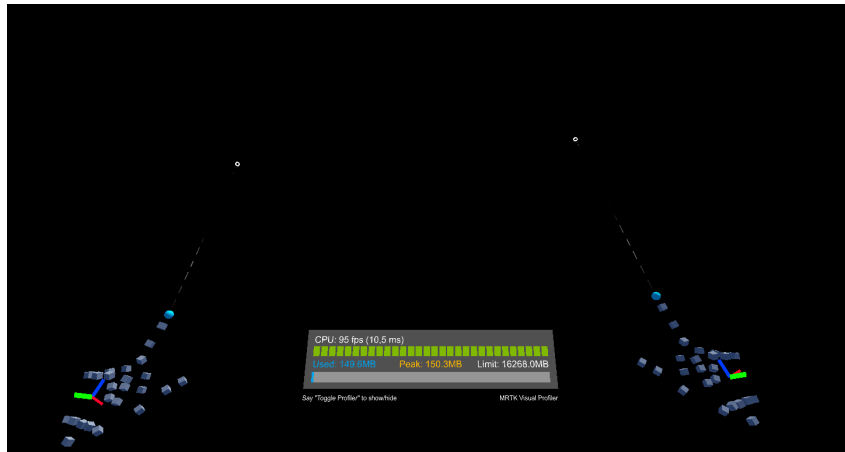 CPU: 95 fps (10,5 ms)
Used: 149.6MB Peak: 150.3MB Limit: 16268.0MB
Say "Toggle Profiler" to show/hide MRTK Visual Profiler